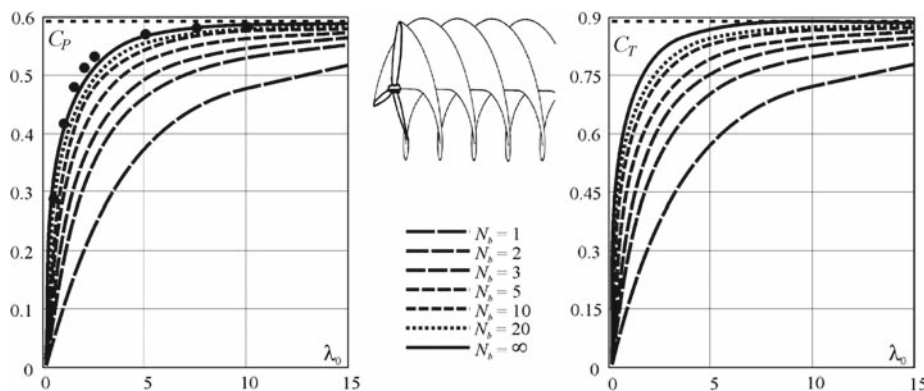 0.6
C_P
0.5
0.4
0.3
0.2
0.1
0
0
5
10
15
λ₀
N_b = 1
N_b = 2
N_b = 3
N_b = 5
N_b = 10
N_b = 20
N_b = ∞
0.9
C_T
0.75
0.6
0.45
0.3
0.15
0
0
5
10
15
λ₀